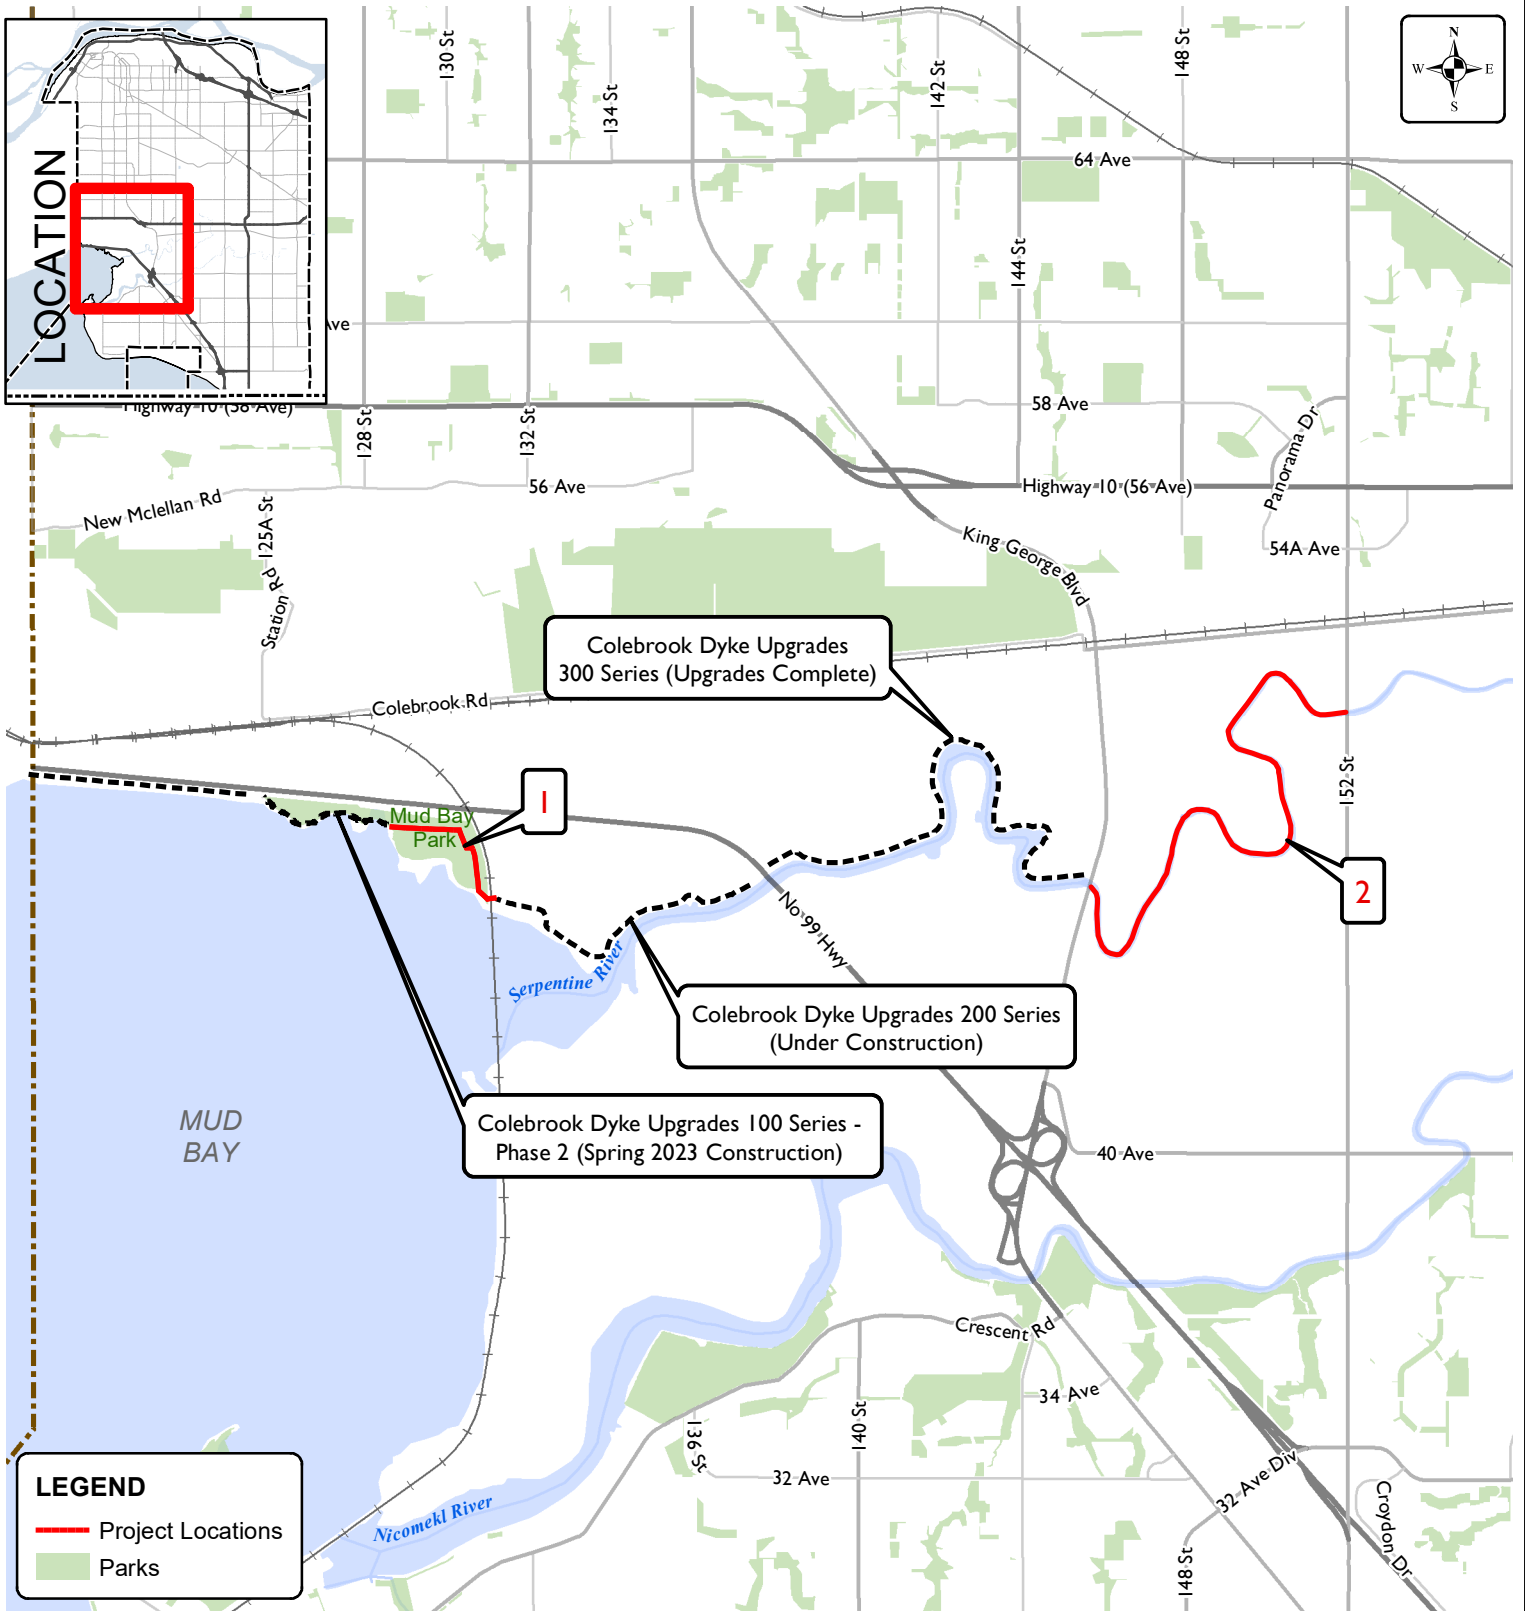 LOCATION
N
W
E
S
130 St
134 St
142 St
148 St
64 Ave
144 St
Ave
Highway 10 (58 Ave)
128 St
132 St
58 Ave
Panorama Dr
56 Ave
Highway 10 (56 Ave)
New Mclellan Rd
125A St
King George Blvd
54A Ave
Station Rd
Colebrook Dyke Upgrades
300 Series (Upgrades Complete)
Colebrook Rd
152 St
1
Mud Bay
Park
2
No 99 Hwy
Serpentine River
Colebrook Dyke Upgrades 200 Series
(Under Construction)
MUD
BAY
Colebrook Dyke Upgrades 100 Series -
Phase 2 (Spring 2023 Construction)
40 Ave
Crescent Rd
34 Ave
136 St
140 St
32 Ave
32 Ave Div
Croydon Dr
148 St
Nicomekl River
LEGEND
Project Locations
Parks